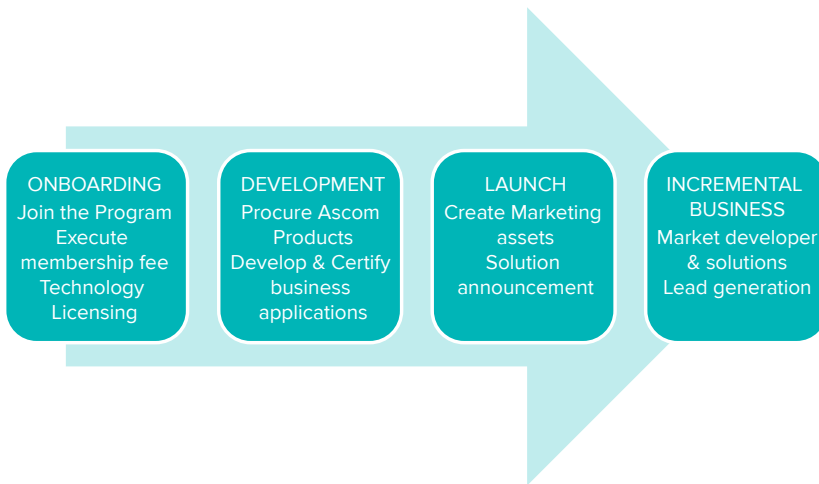 ONBOARDING
Join the Program
Execute
membership fee
Technology
Licensing
DEVELOPMENT
Procure Ascom
Products
Develop & Certify
business
applications
LAUNCH
Create Marketing
assets
Solution
announcement
INCREMENTAL
BUSINESS
Market developer
& solutions
Lead generation